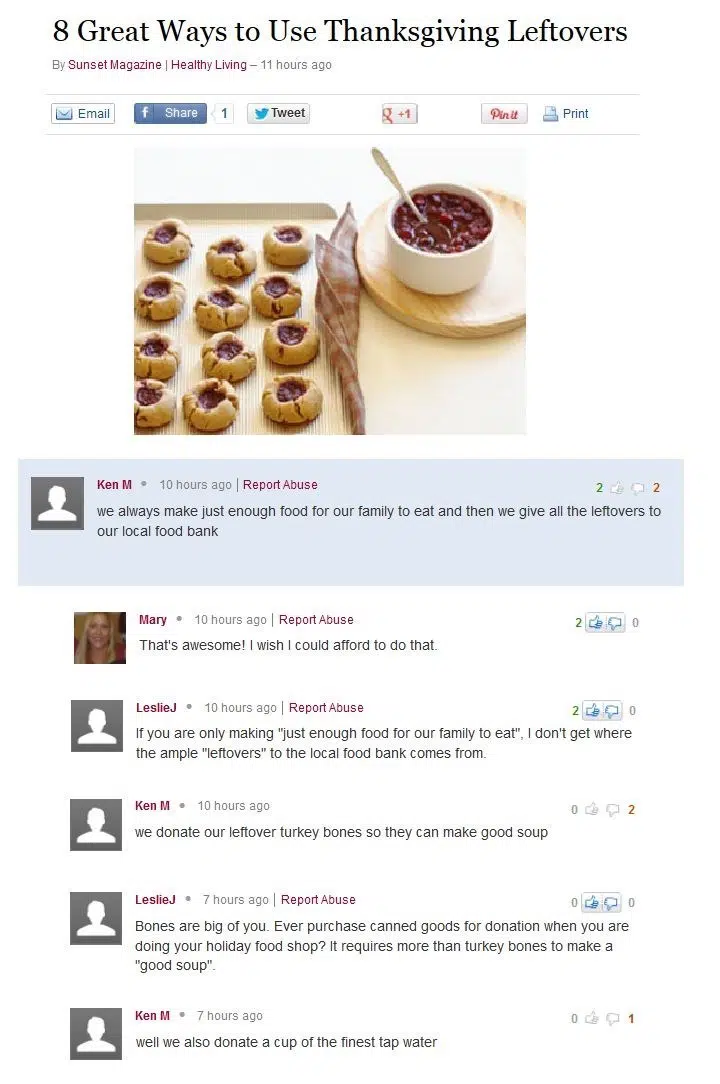 8 Great Ways to Use Thanksgiving Leftovers
By Sunset Magazine | Healthy Living – 11 hours ago
Email f Share 1 Tweet g +1 Pin it Print
Ken M • 10 hours ago | Report Abuse 2 2
we always make just enough food for our family to eat and then we give all the leftovers to
our local food bank
Mary • 10 hours ago | Report Abuse 2 0
That's awesome! I wish I could afford to do that.
LeslieJ • 10 hours ago | Report Abuse 2 0
If you are only making "just enough food for our family to eat", I don't get where
the ample "leftovers" to the local food bank comes from.
Ken M • 10 hours ago 0 2
we donate our leftover turkey bones so they can make good soup
LeslieJ • 7 hours ago | Report Abuse 0 0
Bones are big of you. Ever purchase canned goods for donation when you are
doing your holiday food shop? It requires more than turkey bones to make a
"good soup".
Ken M • 7 hours ago 0 1
well we also donate a cup of the finest tap water